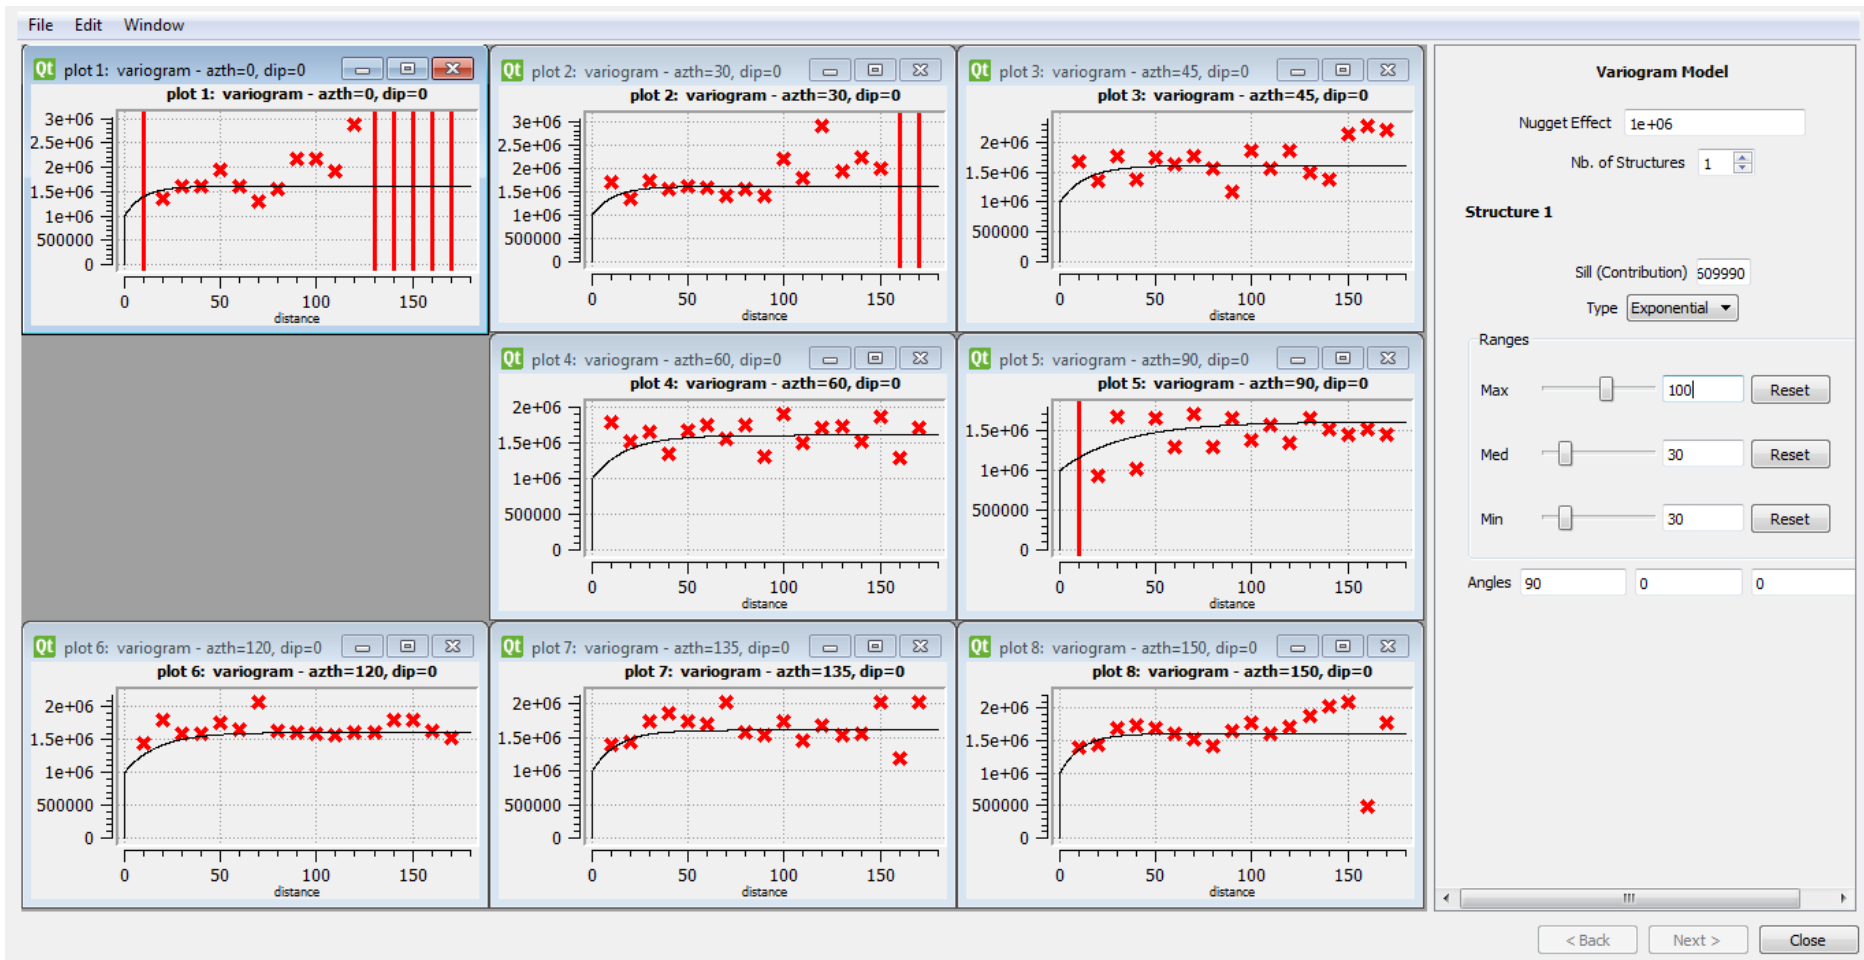 File Edit Window
Qt plot 1: variogram - azth=0, dip=0
plot 1: variogram - azth=0, dip=0
3e+06
2.5e+06
2e+06
1.5e+06
1e+06
500000
0
0 50 100 150
distance
Qt plot 2: variogram - azth=30, dip=0
plot 2: variogram - azth=30, dip=0
3e+06
2.5e+06
2e+06
1.5e+06
1e+06
500000
0
0 50 100 150
distance
Qt plot 3: variogram - azth=45, dip=0
plot 3: variogram - azth=45, dip=0
2e+06
1.5e+06
1e+06
500000
0
0 50 100 150
distance
Qt plot 4: variogram - azth=60, dip=0
plot 4: variogram - azth=60, dip=0
2e+06
1.5e+06
1e+06
500000
0
0 50 100 150
distance
Qt plot 5: variogram - azth=90, dip=0
plot 5: variogram - azth=90, dip=0
1.5e+06
1e+06
500000
0
0 50 100 150
distance
Qt plot 6: variogram - azth=120, dip=0
plot 6: variogram - azth=120, dip=0
2e+06
1.5e+06
1e+06
500000
0
0 50 100 150
distance
Qt plot 7: variogram - azth=135, dip=0
plot 7: variogram - azth=135, dip=0
2e+06
1.5e+06
1e+06
500000
0
0 50 100 150
distance
Qt plot 8: variogram - azth=150, dip=0
plot 8: variogram - azth=150, dip=0
2e+06
1.5e+06
1e+06
500000
0
0 50 100 150
distance
Variogram Model
Nugget Effect 1e+06
Nb. of Structures 1
Structure 1
Sill (Contribution) 609990
Type Exponential
Ranges
Max 100 Reset
Med 30 Reset
Min 30 Reset
Angles 90 0 0
< Back Next > Close